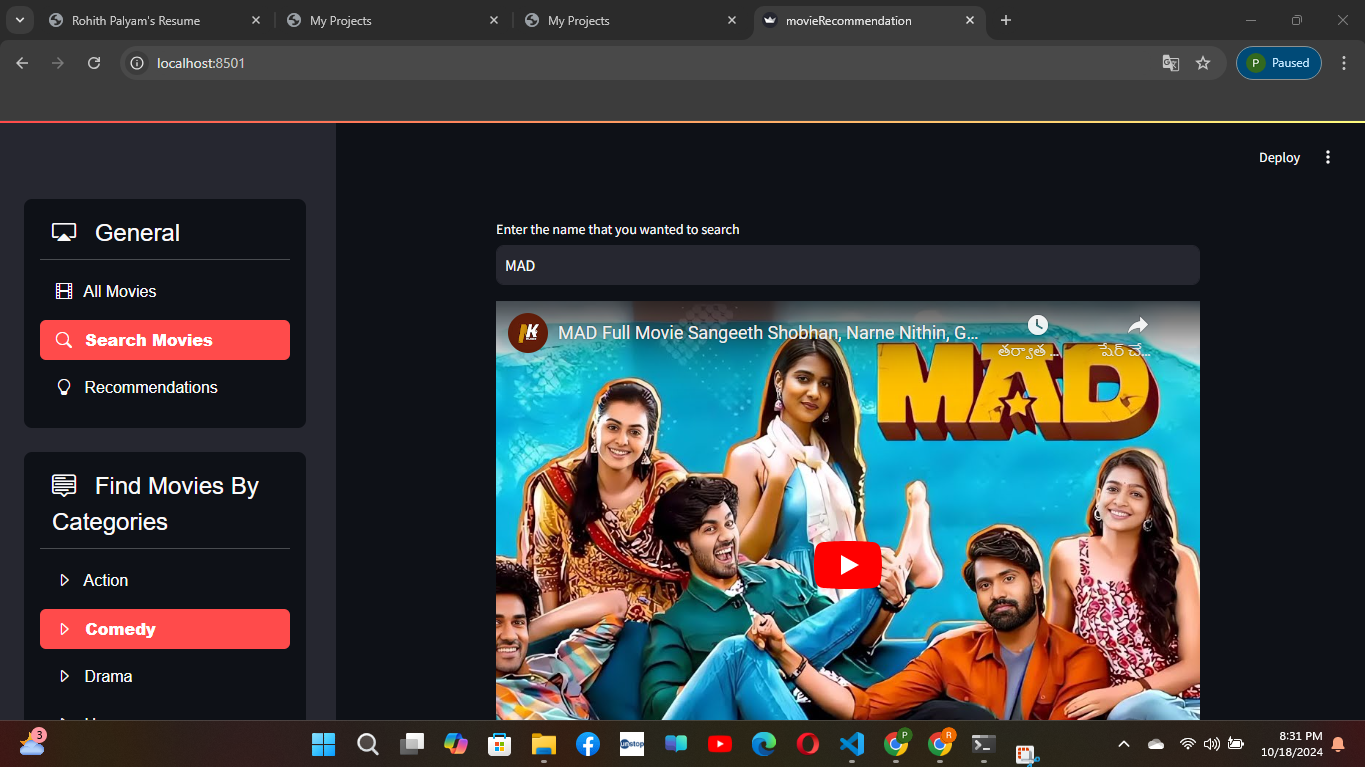 Rohith Palyam's Resume
My Projects
My Projects
movieRecommendation
localhost:8501
P
Paused
Deploy
General
All Movies
Search Movies
Recommendations
Find Movies By
Categories
Action
Comedy
Drama
Enter the name that you wanted to search
MAD
MAD Full Movie Sangeeth Shobhan, Narne Nithin, G...
తర్వాత ...
షేర్ చే...
MAD
3
unstop
P
R
8:31 PM
10/18/2024